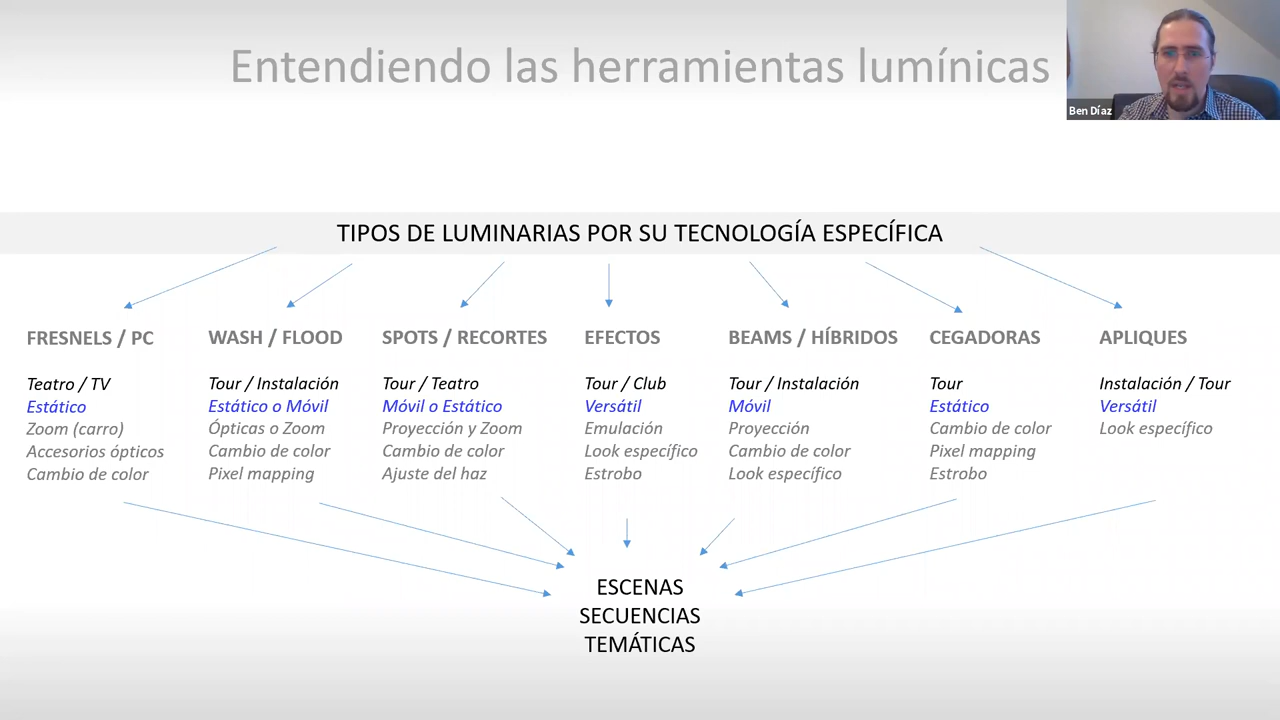 Entendiendo las herramientas lumínicas
Ben Díaz
TIPOS DE LUMINARIAS POR SU TECNOLOGÍA ESPECÍFICA
FRESNELS / PC
Teatro / TV
Estático
Zoom (carro)
Accesorios ópticos
Cambio de color
WASH / FLOOD
Tour / Instalación
Estático o Móvil
Ópticas o Zoom
Cambio de color
Pixel mapping
SPOTS / RECORTES
Tour / Teatro
Móvil o Estático
Proyección y Zoom
Cambio de color
Ajuste del haz
EFECTOS
Tour / Club
Versátil
Emulación
Look específico
Estrobo
BEAMS / HÍBRIDOS
Tour / Instalación
Móvil
Proyección
Cambio de color
Look específico
CEGADORAS
Tour
Estático
Cambio de color
Pixel mapping
Estrobo
APLIQUES
Instalación / Tour
Versátil
Look específico
ESCENAS
SECUENCIAS
TEMÁTICAS